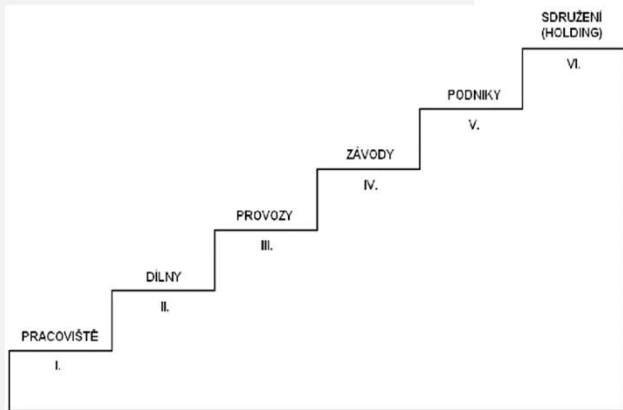 SDRUŽENÍ
(HOLDING)
VI.
PODNIKY
V.
ZÁVODY
IV.
PROVOZY
III.
DÍLNY
II.
PRACOVIŠTĚ
I.